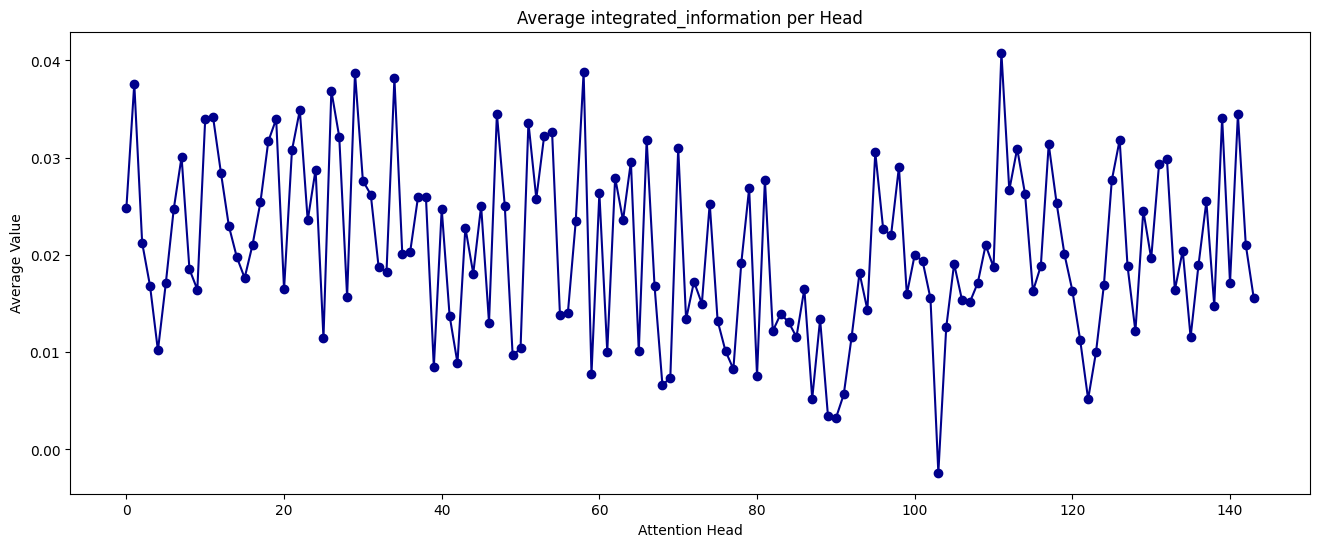 Average integrated_information per Head
Average Value
0.04
0.03
0.02
0.01
0.00
0 20 40 60 80 100 120 140
Attention Head